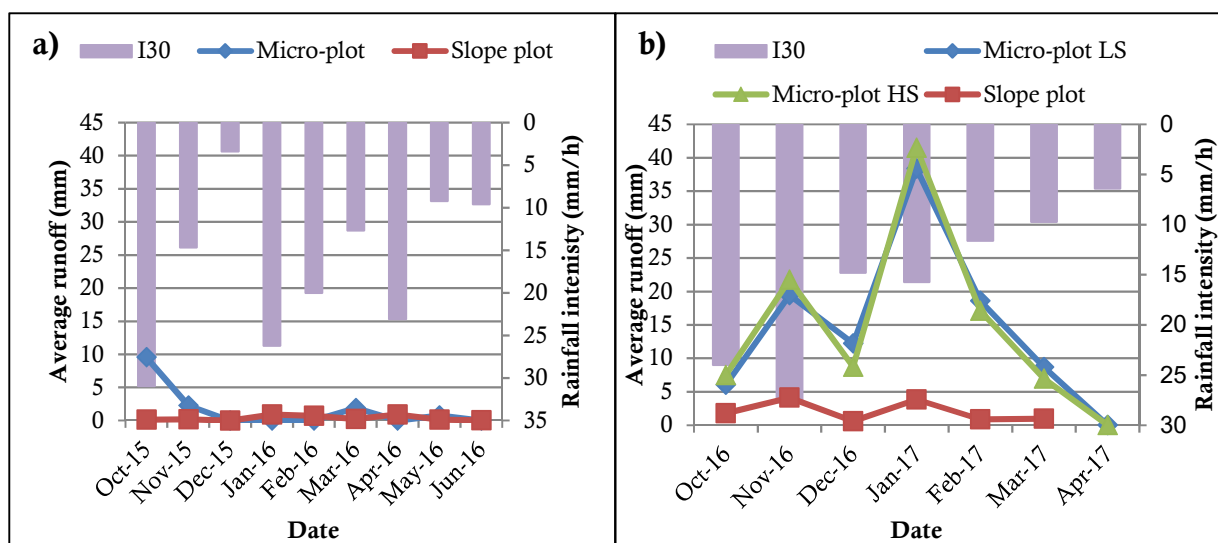 a)
I30 Micro-plot Slope plot
Average runoff (mm)
45
40
35
30
25
20
15
10
5
0
0
5
10
15
20
25
30
35
Rainfall intenisty (mm/h)
Oct-15 Nov-15 Dec-15 Jan-16 Feb-16 Mar-16 Apr-16 May-16 Jun-16
Date
b)
I30 Micro-plot LS
Micro-plot HS Slope plot
Average runoff (mm)
45
40
35
30
25
20
15
10
5
0
0
5
10
15
20
25
30
Rainfall intensity (mm/h)
Oct-16 Nov-16 Dec-16 Jan-17 Feb-17 Mar-17 Apr-17
Date